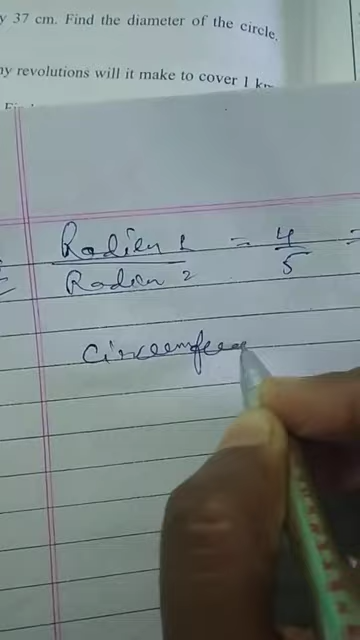 y 37 cm. Find the diameter of the circle.
ny revolutions will it make to cover 1 km
Radius 1 = 4 =
Radius 2 5